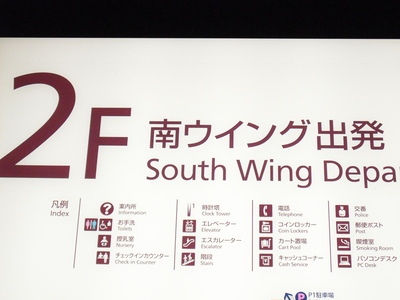 2F 南ウイング出発
South Wing Depa
凡例
Index
案内所
Information
お手洗
Toilets
授乳室
Nursery
チェックインカウンター
Check-in Counter
時計塔
Clock Tower
エレベーター
Elevator
エスカレーター
Escalator
階段
Stairs
電話
Telephone
コインロッカー
Coin Lockers
カート置場
Cart Pool
キャッシュコーナー
Cash Service
交番
Police
郵便ポスト
Post
喫煙室
Smoking Room
パソコンデスク
PC Desk
P P1駐車場